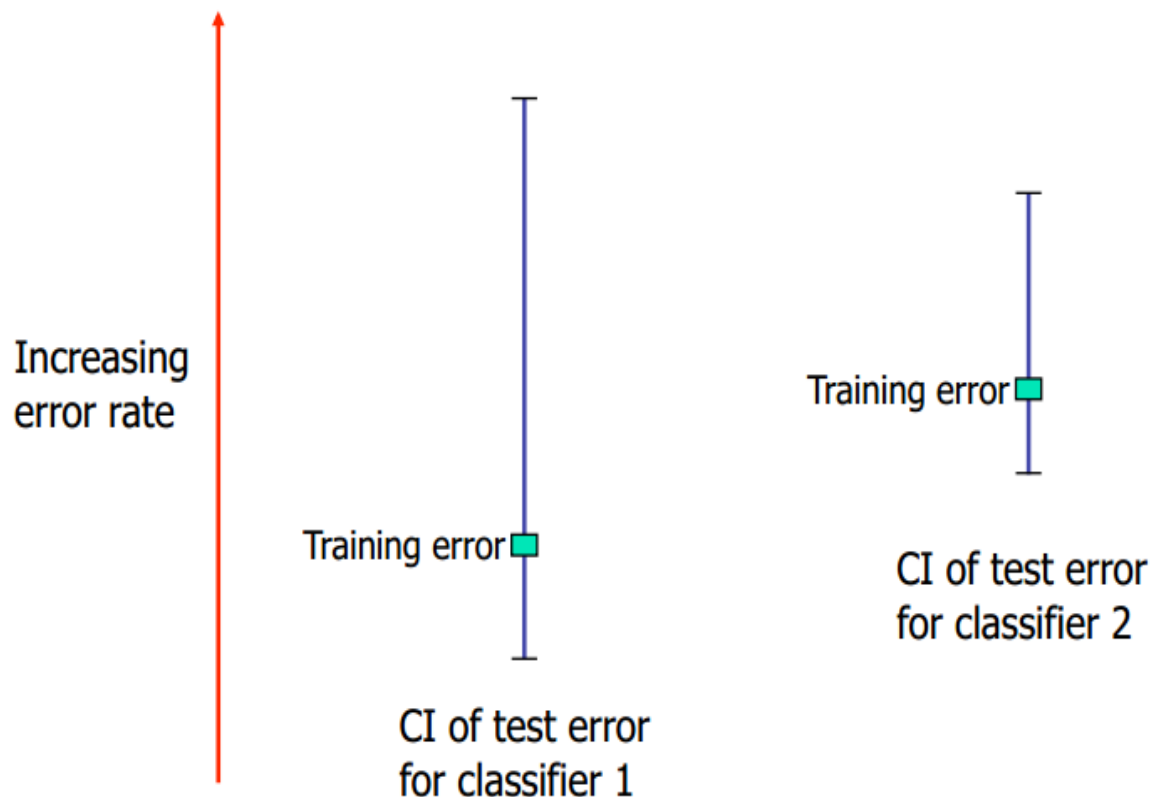 Increasing
error rate
Training error
CI of test error
for classifier 1
Training error
CI of test error
for classifier 2